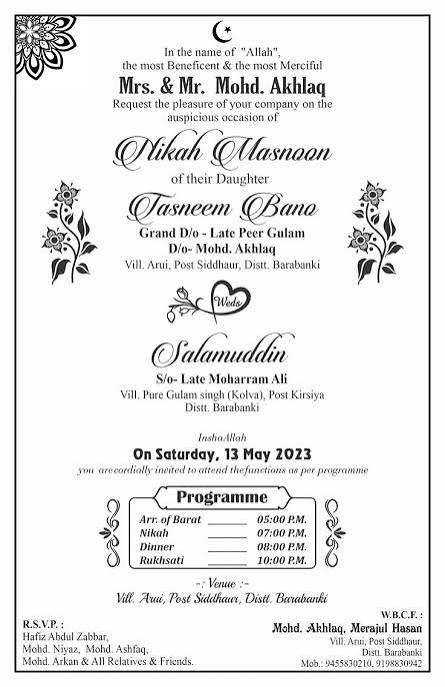 In the name of "Allah",
the most Beneficent & the most Merciful
Mrs. & Mr. Mohd. Akhlaq
Request the pleasure of your company on the
auspicious occasion of
Nikah Masnoon
of their Daughter
Tasneem Bano
Grand D/o - Late Peer Gulam
D/o- Mohd. Akhlaq
Vill. Arui, Post Siddhaur, Distt. Barabanki
Weds
Salamuddin
S/o- Late Moharram Ali
Vill. Pure Gulam singh (Kolva), Post Kirsiya
Distt. Barabanki
InshaAllah
On Saturday, 13 May 2023
you arecordially invited to attend thefunctions as per programme
Programme
Arr. of Barat ______ 05:00 P.M.
Nikah ______ 07:00 P.M.
Dinner ______ 08:00 P.M.
Rukhsati ______ 10:00 P.M.
-: Venue :-
Vill. Arui, Post Siddhaur, Distt. Barabanki
R.S.V.P. :
Hafiz Abdul Zabbar,
Mohd. Niyaz, Mohd. Ashfaq,
Mohd. Arkan & All Relatives & Friends.
W.B.C.F. :
Mohd. Akhlaq, Merajul Hasan
Vill. Arui, Post Siddhaur,
Distt. Barabanki
Mob.: 9455830210, 9198830942